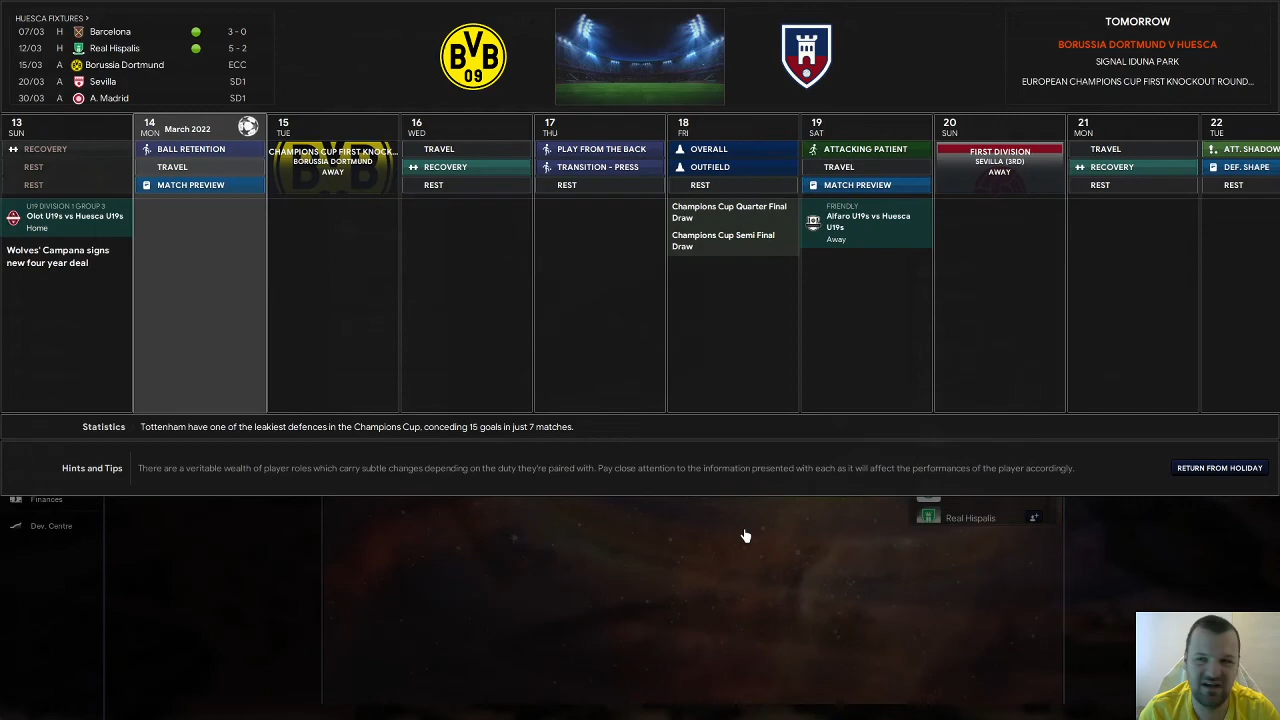 HUESCA FIXTURES >
07/03 H Barcelona 3 - 0
12/03 H Real Hispalis 5 - 2
15/03 A Borussia Dortmund ECC
20/03 A Sevilla SD1
30/03 A A. Madrid SD1
BVB
09
TOMORROW
BORUSSIA DORTMUND V HUESCA
SIGNAL IDUNA PARK
EUROPEAN CHAMPIONS CUP FIRST KNOCKOUT ROUND...
13
SUN
RECOVERY
REST
REST
U19 DIVISION 1 GROUP 3
Olot U19s vs Huesca U19s
Home
Wolves' Campana signs
new four year deal
14
MON March 2022
BALL RETENTION
TRAVEL
MATCH PREVIEW
15
TUE
CHAMPIONS CUP FIRST KNOCK...
BORUSSIA DORTMUND
AWAY
16
WED
TRAVEL
RECOVERY
REST
17
THU
PLAY FROM THE BACK
TRANSITION - PRESS
REST
18
FRI
OVERALL
OUTFIELD
REST
Champions Cup Quarter Final
Draw
Champions Cup Semi Final
Draw
19
SAT
ATTACKING PATIENT
TRAVEL
MATCH PREVIEW
FRIENDLY
Alfaro U19s vs Huesca
U19s
Away
20
SUN
FIRST DIVISION
SEVILLA (3RD)
AWAY
21
MON
TRAVEL
RECOVERY
REST
22
TUE
ATT. SHADOW
DEF. SHAPE
REST
Statistics Tottenham have one of the leakiest defences in the Champions Cup, conceding 15 goals in just 7 matches.
Hints and Tips There are a veritable wealth of player roles which carry subtle changes depending on the duty they're paired with. Pay close attention to the information presented with each as it will affect the performances of the player accordingly.
RETURN FROM HOLIDAY
Finances
Dev. Centre
Real Hispalis